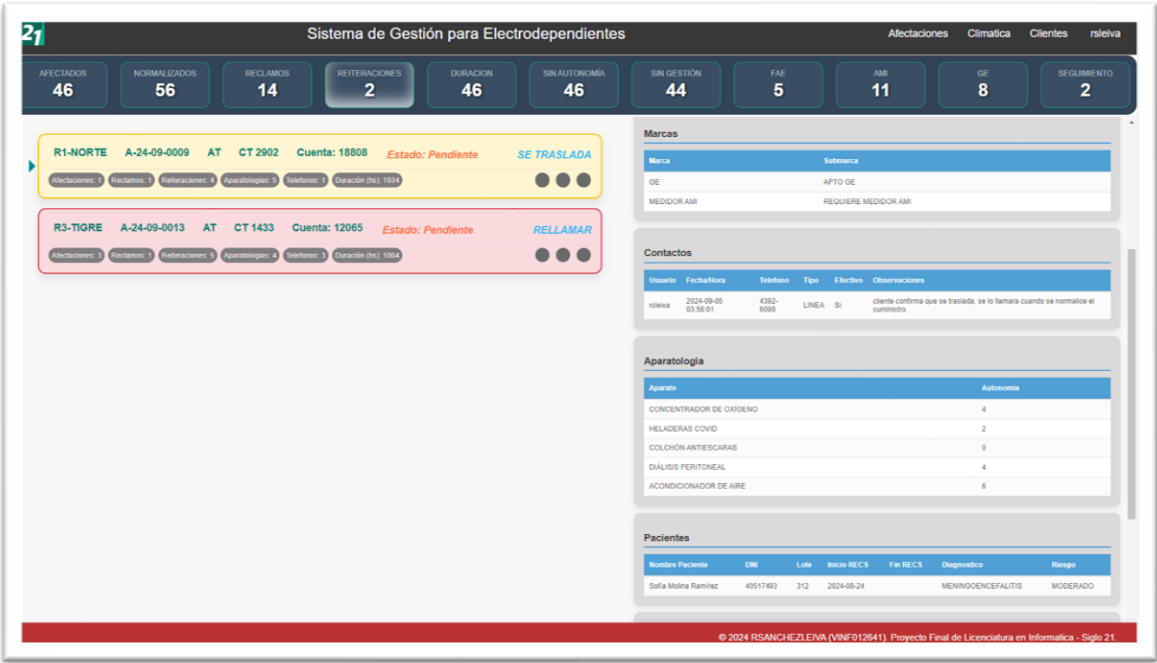 21 Sistema de Gestión para Electrodependientes Afectaciones Climatica Clientes rsleiva
AFECTADOS NORMALIZADOS RECLAMOS REITERACIONES DURACION SIN AUTONOMÍA SIN GESTIÓN FAE AMI GE SEGUIMIENTO
46 56 14 2 46 46 44 5 11 8 2
R1-NORTE A-24-09-0009 AT CT 2902 Cuenta: 18808 Estado: Pendiente SE TRASLADA
Afectaciones: 1 Reclamos: 1 Reiteraciones: 4 Aparatologias: 5 Telefonos: 1 Duración (hs): 1034
R3-TIGRE A-24-09-0013 AT CT 1433 Cuenta: 12065 Estado: Pendiente RELLAMAR
Afectaciones: 3 Reclamos: 1 Reiteraciones: 5 Aparatologias: 4 Telefonos: 3 Duración (hs): 1004
Marcas
Marca Submarca
GE APTO GE
MEDIDOR AMI REQUIERE MEDIDOR AMI
Contactos
Usuario Fecha/Hora Telefono Tipo Efectivo Observaciones
rsleiva 2024-09-05 4392- LINEA Si cliente confirma que se traslada, se lo llamara cuando se normalice el
03:56:01 6099 suministro.
Aparatologia
Aparato Autonomia
CONCENTRADOR DE OXÍGENO 4
HELADERAS COVID 2
COLCHÓN ANTIESCARAS 0
DIÁLISIS PERITONEAL 4
ACONDICIONADOR DE AIRE 6
Pacientes
Nombre Paciente DNI Lote Inicio RECS Fin RECS Diagnostico Riesgo
Sofía Molina Ramírez 40517493 312 2024-08-24 MENINGOENCEFALITIS MODERADO
© 2024 RSANCHEZLEIVA (VINF012641). Proyecto Final de Licenciatura en Informatica - Siglo 21.